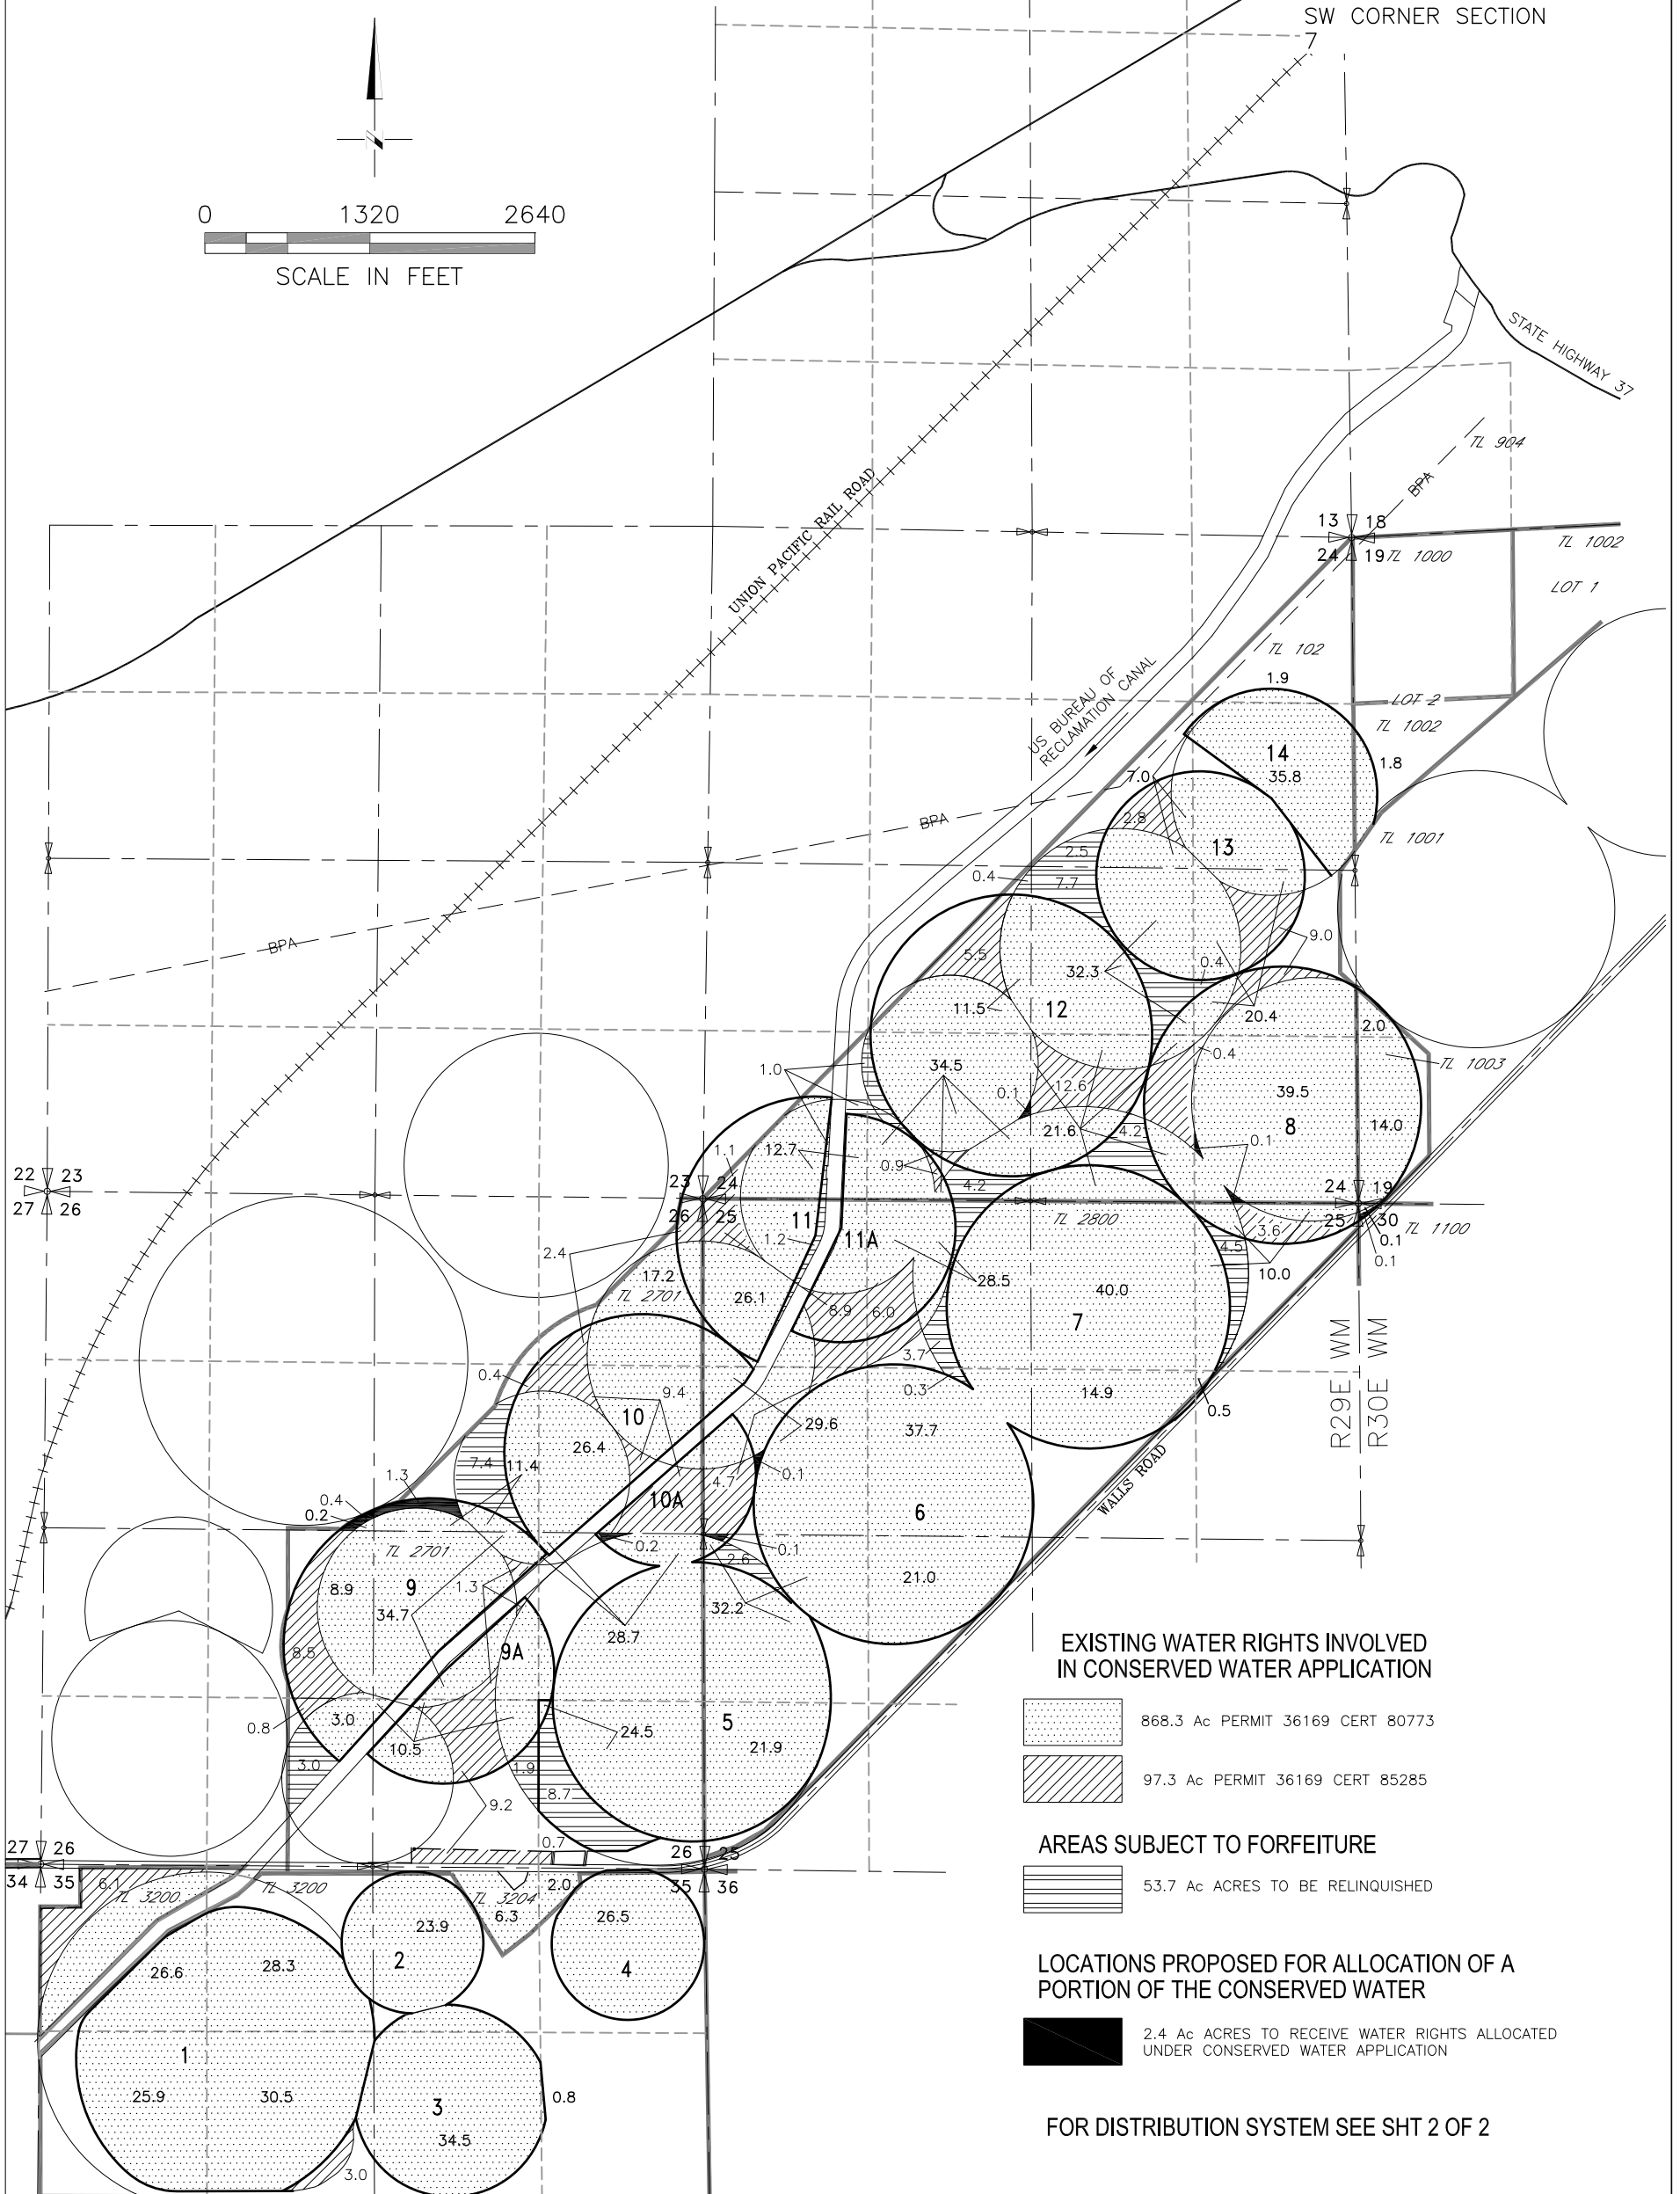 SW CORNER SECTION
7
0 1320 2640
SCALE IN FEET
STATE HIGHWAY 37
TL 904
BPA
UNION PACIFIC RAIL ROAD
13 18
24 19
TL 1000
TL 1002
LOT 1
TL 102
US BUREAU OF
RECLAMATION CANAL
1.9
LOT 2
TL 1002
14
35.8
1.8
7.0
2.8
BPA
13
TL 1001
2.5
0.4
7.7
BPA
5.5
32.3
0.4
9.0
11.5
12
20.4
2.0
0.4
TL 1003
1.0
34.5
0.1
12.6
39.5
21.6
4.2
8
14.0
0.1
12.7
1.1
0.9
4.2
22 23
27 26
23 24
26 25
24 19
25 30
TL 2800
TL 1100
11
1.2
11A
3.6
0.1
0.1
4.5
10.0
2.4
17.2
TL 2701
26.1
28.5
40.0
7
8.9
6.0
3.7
0.4
9.4
0.3
14.9
0.5
R29E WM
R30E WM
10
29.6
37.7
26.4
7.4
11.4
1.3
4.7
0.1
WALLS ROAD
0.4
0.2
10A
6
TL 2701
0.2
2.6
0.1
8.9
9
1.3
21.0
34.7
32.2
28.7
9A
8.5
EXISTING WATER RIGHTS INVOLVED
IN CONSERVED WATER APPLICATION
868.3 Ac PERMIT 36169 CERT 80773
97.3 Ac PERMIT 36169 CERT 85285
0.8
3.0
24.5
5
10.5
21.9
3.0
1.9
8.7
9.2
0.7
AREAS SUBJECT TO FORFEITURE
53.7 Ac ACRES TO BE RELINQUISHED
27 26
34 35
26 25
35 36
6.1
TL 3200
TL 3200
TL 3204
2.0
6.3
23.9
26.5
2
4
26.6
28.3
LOCATIONS PROPOSED FOR ALLOCATION OF A
PORTION OF THE CONSERVED WATER
2.4 Ac ACRES TO RECEIVE WATER RIGHTS ALLOCATED
UNDER CONSERVED WATER APPLICATION
1
25.9
30.5
3
0.8
34.5
3.0
FOR DISTRIBUTION SYSTEM SEE SHT 2 OF 2